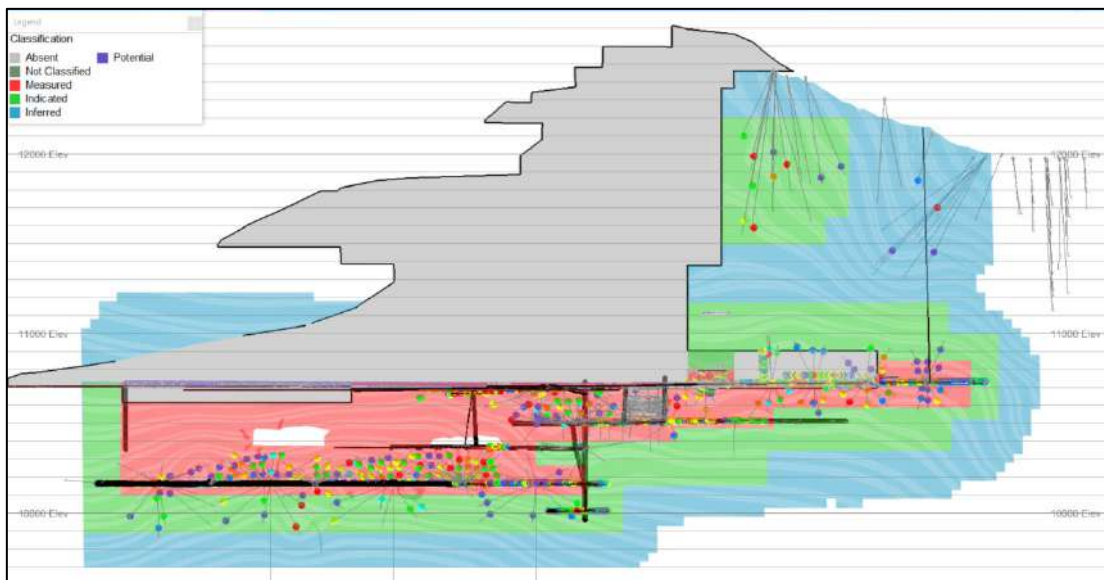 Legend
Classification
Absent Potential
Not Classified
Measured
Indicated
Inferred
12000 Elev 12000 Elev
11000 Elev 11000 Elev
10000 Elev 10000 Elev